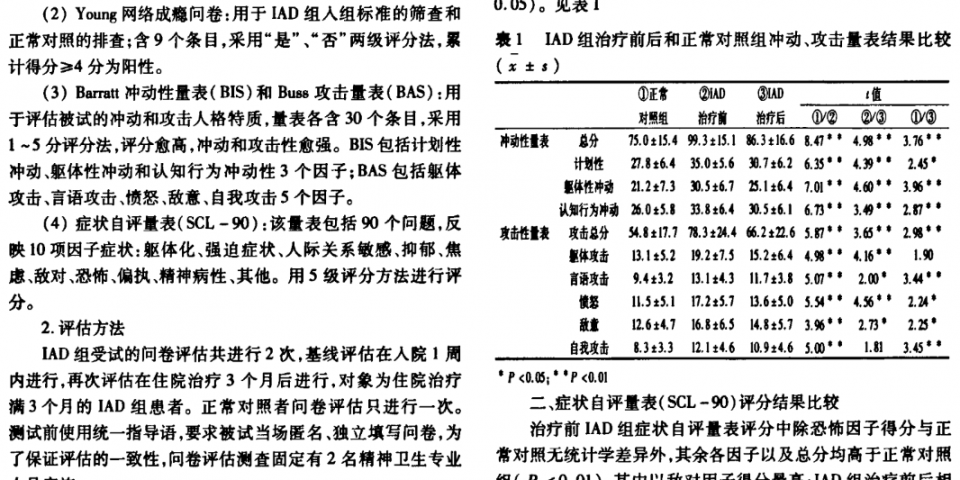 (2) Young 网络成瘾问卷:用于 IAD 组入组标准的筛查和
正常对照的排查;含 9 个条目,采用“是”、“否”两级评分法,累
计得分≥4 分为阳性。
(3) Barratt 冲动性量表(BIS)和 Buss 攻击量表(BAS):用
于评估被试的冲动和攻击人格特质,量表各含 30 个条目,采用
1~5 分评分法,评分愈高,冲动和攻击性愈强。BIS 包括计划性
冲动、躯体性冲动和认知行为冲动性 3 个因子;BAS 包括躯体
攻击、言语攻击、愤怒、敌意、自我攻击 5 个因子。
(4) 症状自评量表(SCL-90):该量表包括 90 个问题,反
映 10 项因子症状:躯体化、强迫症状、人际关系敏感、抑郁、焦
虑、敌对、恐怖、偏执、精神病性、其他。用 5 级评分方法进行评
分。
2. 评估方法
IAD 组受试的问卷评估共进行 2 次,基线评估在入院 1 周
内进行,再次评估在住院治疗 3 个月后进行,对象为住院治疗
满 3 个月的 IAD 组患者。正常对照者问卷评估只进行一次。
测试前使用统一指导语,要求被试当场匿名、独立填写问卷,为
了保证评估的一致性,问卷评估测查固定有 2 名精神卫生专业
0.05)。见表 1
表 1 IAD 组治疗前后和正常对照组冲动、攻击量表结果比较
(x̄ ± s)
①正常 ②IAD ③IAD t 值
对照组 治疗前 治疗后 ①/② ②/③ ①/③
冲动性量表 总分 75.0±15.4 99.3±15.1 86.3±16.6 8.47** 4.98** 3.76**
计划性 27.8±6.4 35.0±5.6 30.7±6.2 6.35** 4.39** 2.45*
躯体性冲动 21.2±7.3 30.5±6.7 25.1±6.4 7.01** 4.60** 3.96**
认知行为冲动 26.0±5.8 33.8±6.4 30.5±6.1 6.73** 3.49** 2.87**
攻击性量表 攻击总分 54.8±17.7 78.3±24.4 66.2±22.6 5.87** 3.65** 2.98**
躯体攻击 13.1±5.2 19.2±7.5 15.2±6.4 4.98** 4.16** 1.90
言语攻击 9.4±3.2 13.1±4.3 11.7±3.8 5.07** 2.00* 3.44**
愤怒 11.5±5.1 17.2±5.7 13.6±5.0 5.54** 4.56** 2.24*
敌意 12.6±4.7 16.8±6.5 14.8±5.7 3.96** 2.73* 2.25*
自我攻击 8.3±3.3 12.1±4.6 10.9±4.6 5.00** 1.81 3.45**
*P<0.05;**P<0.01
二、症状自评量表(SCL-90)评分结果比较
治疗前 IAD 组症状自评量表评分中除恐怖因子得分与正
常对照无统计学差异外,其余各因子以及总分均高于正常对照
组(P<0.01),其中以敌对因子得分最高;IAD 组治疗前后相